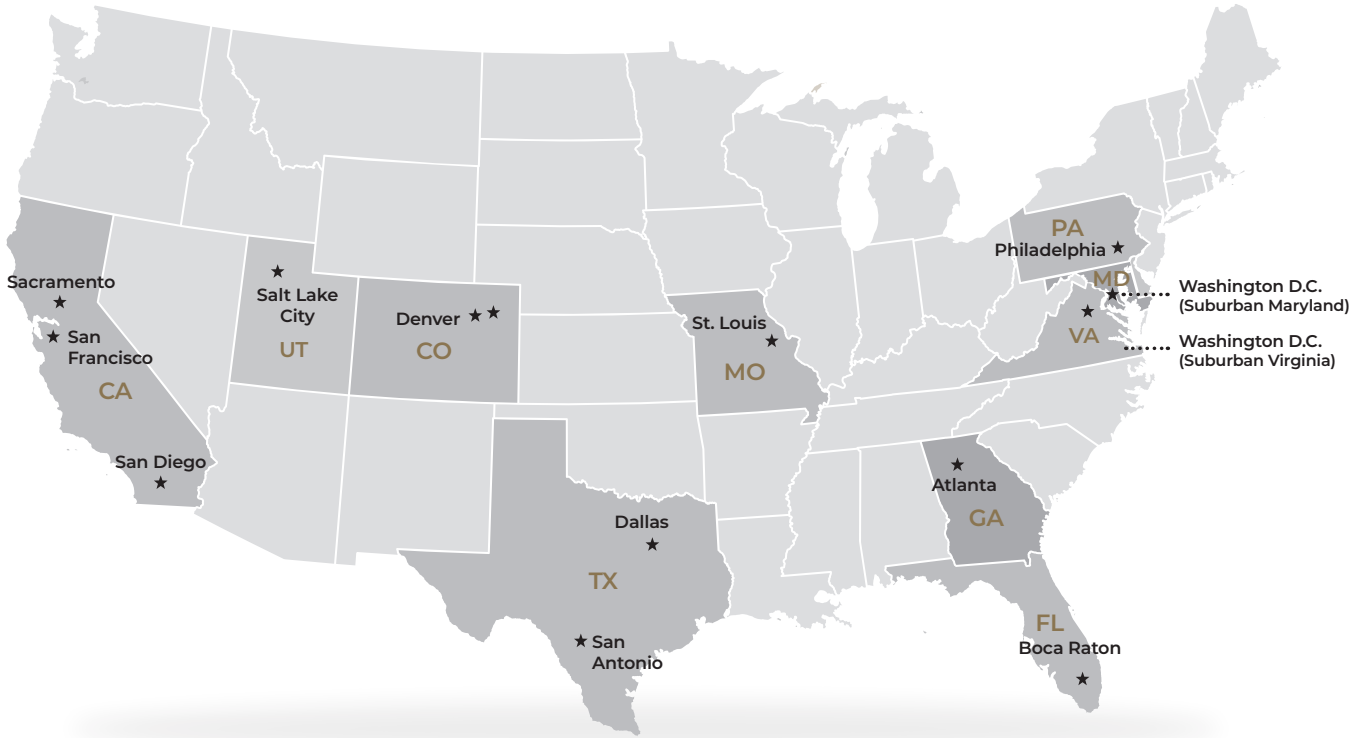 PA
Philadelphia
MD
Sacramento
Salt Lake
City
Washington D.C.
(Suburban Maryland)
Denver
St. Louis
VA
San
Francisco
UT
CO
Washington D.C.
(Suburban Virginia)
MO
CA
San Diego
Atlanta
GA
Dallas
TX
FL
San
Antonio
Boca Raton